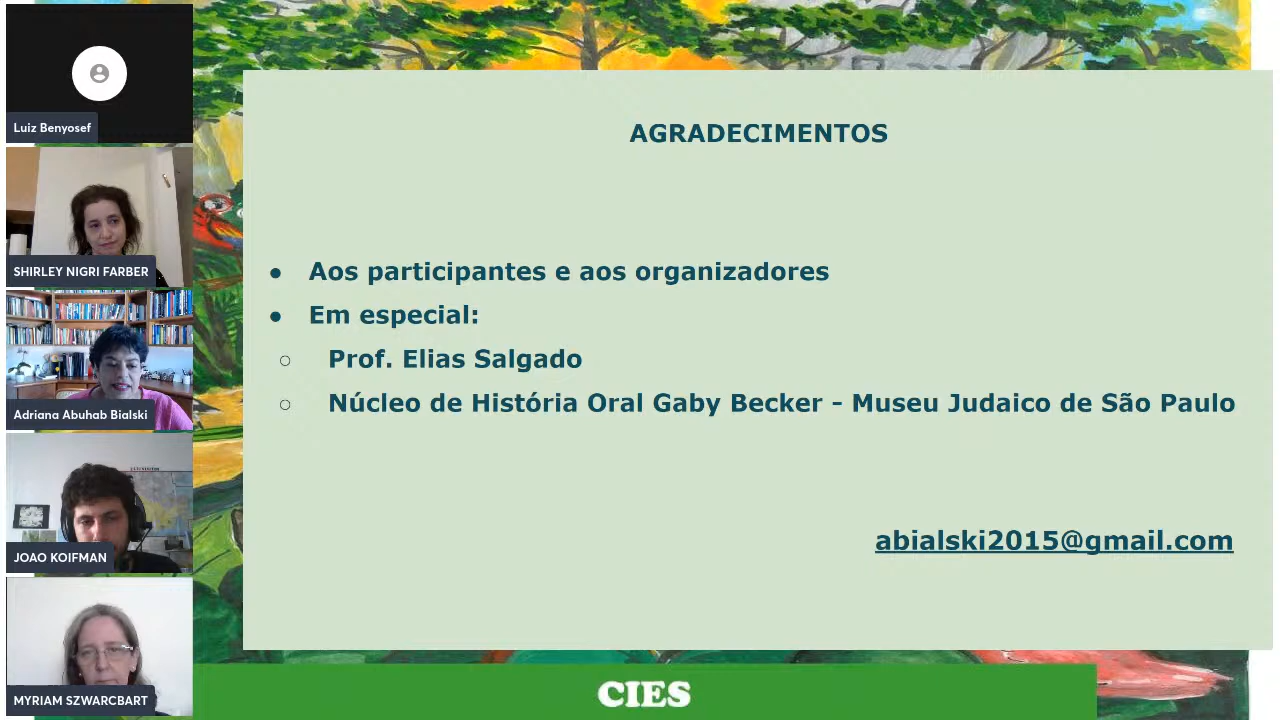 Luiz Benyosef
SHIRLEY NIGRI FARBER
Adriana Abuhab Bialski
JOAO KOIFMAN
MYRIAM SZWARCBART
AGRADECIMENTOS
● Aos participantes e aos organizadores
● Em especial:
○ Prof. Elias Salgado
○ Núcleo de História Oral Gaby Becker - Museu Judaico de São Paulo
abialski2015@gmail.com
CIES